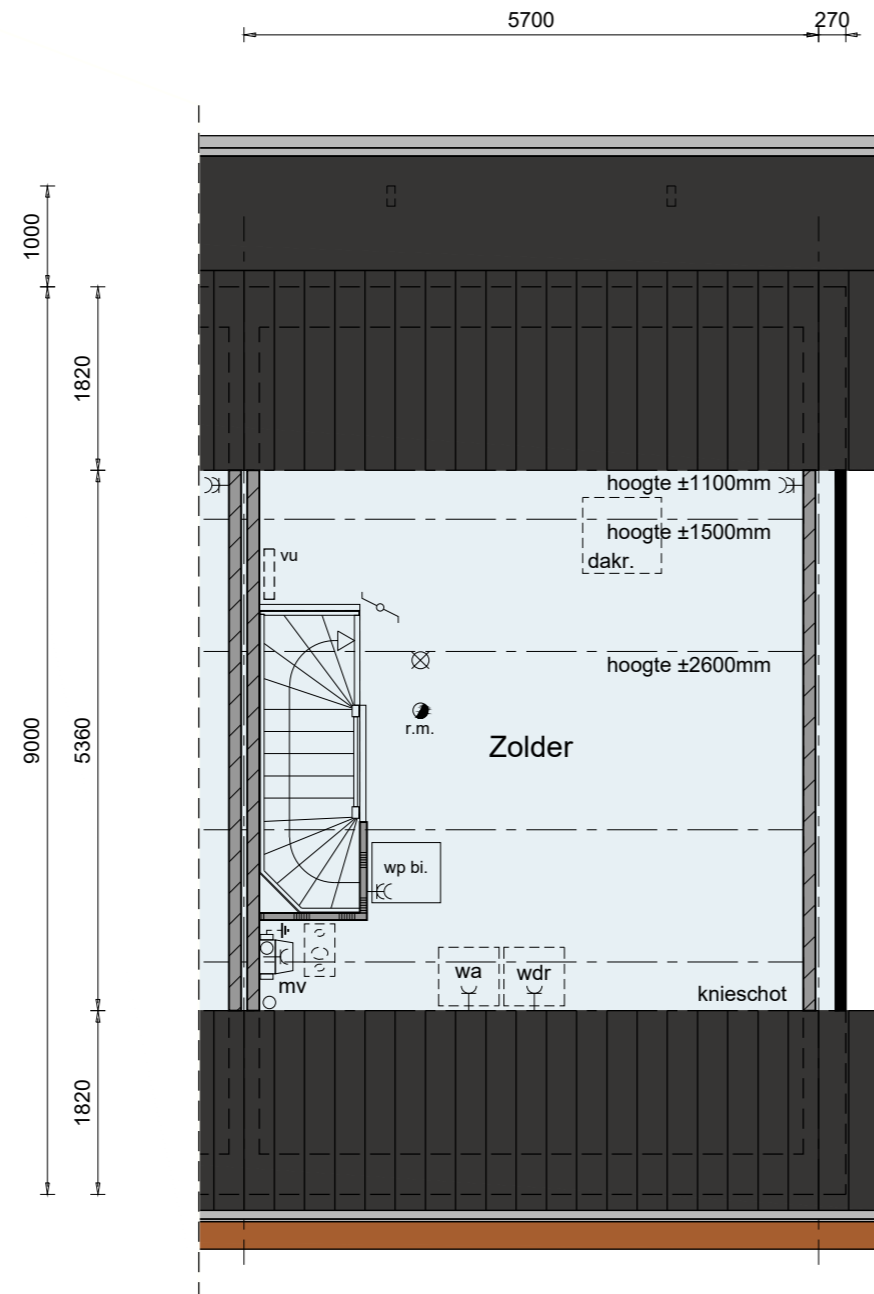 5700
270
1000
1820
hoogte ±1100mm
hoogte ±1500mm
vu
dakr.
hoogte ±2600mm
r.m.
Zolder
9000
5360
wp bi.
wa
wdr
mv
knieschot
1820